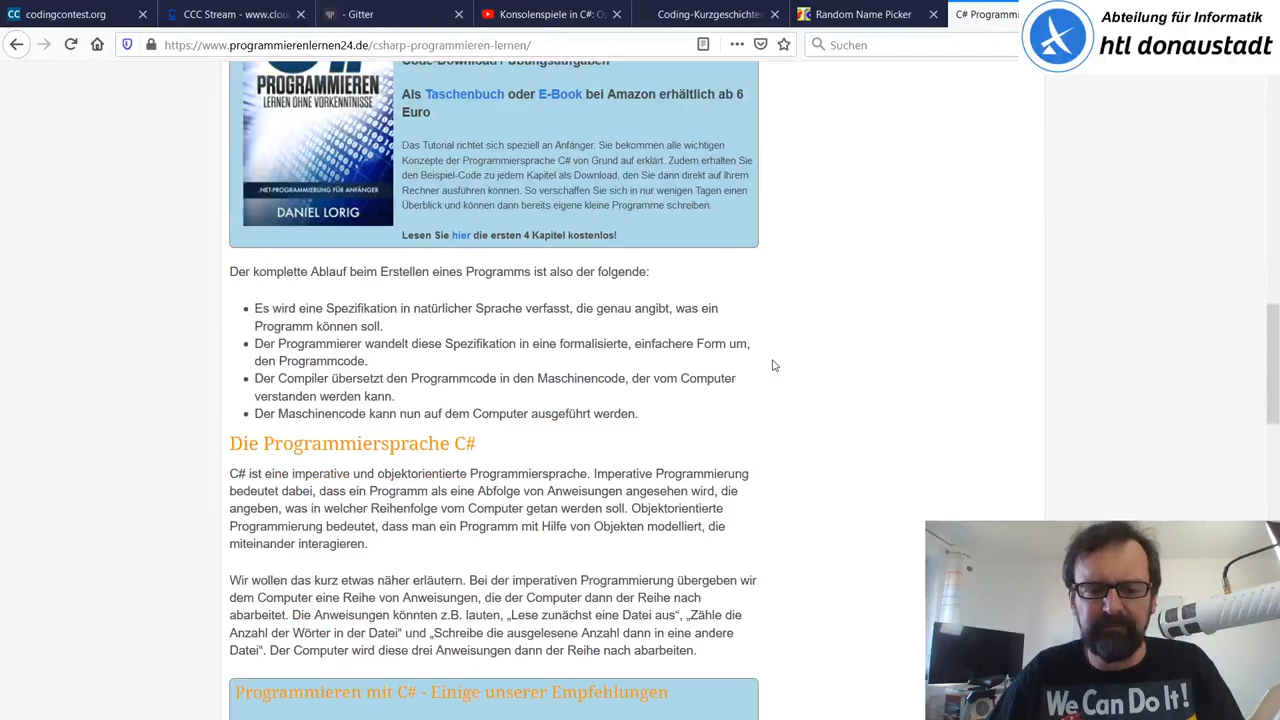 codingcontest.org
CCC Stream - www.clou
- Gitter
Konsolenspiele in C#: O
Coding-Kurzgeschichte
Random Name Picker
C# Programm
Abteilung für Informatik
htl donaustadt
https://www.programmierenlernen24.de/csharp-programmieren-lernen/
Suchen
Code-Download / Übungsaufgaben
PROGRAMMIEREN
LERNEN OHNE VORKENNTNISSE
Als Taschenbuch oder E-Book bei Amazon erhältlich ab 6
Euro
Das Tutorial richtet sich speziell an Anfänger. Sie bekommen alle wichtigen
Konzepte der Programmiersprache C# von Grund auf erklärt. Zudem erhalten Sie
den Beispiel-Code zu jedem Kapitel als Download, den Sie dann direkt auf Ihrem
Rechner ausführen können. So verschaffen Sie sich in nur wenigen Tagen einen
Überblick und können dann bereits eigene kleine Programme schreiben.
.NET-PROGRAMMIERUNG FÜR ANFÄNGER
DANIEL LORIG
Lesen Sie hier die ersten 4 Kapitel kostenlos!
Der komplette Ablauf beim Erstellen eines Programms ist also der folgende:
Es wird eine Spezifikation in natürlicher Sprache verfasst, die genau angibt, was ein
Programm können soll.
Der Programmierer wandelt diese Spezifikation in eine formalisierte, einfachere Form um,
den Programmcode.
Der Compiler übersetzt den Programmcode in den Maschinencode, der vom Computer
verstanden werden kann.
Der Maschinencode kann nun auf dem Computer ausgeführt werden.
Die Programmiersprache C#
C# ist eine imperative und objektorientierte Programmiersprache. Imperative Programmierung
bedeutet dabei, dass ein Programm als eine Abfolge von Anweisungen angesehen wird, die
angeben, was in welcher Reihenfolge vom Computer getan werden soll. Objektorientierte
Programmierung bedeutet, dass man ein Programm mit Hilfe von Objekten modelliert, die
miteinander interagieren.
Wir wollen das kurz etwas näher erläutern. Bei der imperativen Programmierung übergeben wir
dem Computer eine Reihe von Anweisungen, die der Computer dann der Reihe nach
abarbeitet. Die Anweisungen könnten z.B. lauten, „Lese zunächst eine Datei aus“, „Zähle die
Anzahl der Wörter in der Datei“ und „Schreibe die ausgelesene Anzahl dann in eine andere
Datei“. Der Computer wird diese drei Anweisungen dann der Reihe nach abarbeiten.
Programmieren mit C# - Einige unserer Empfehlungen
We Can Do It!